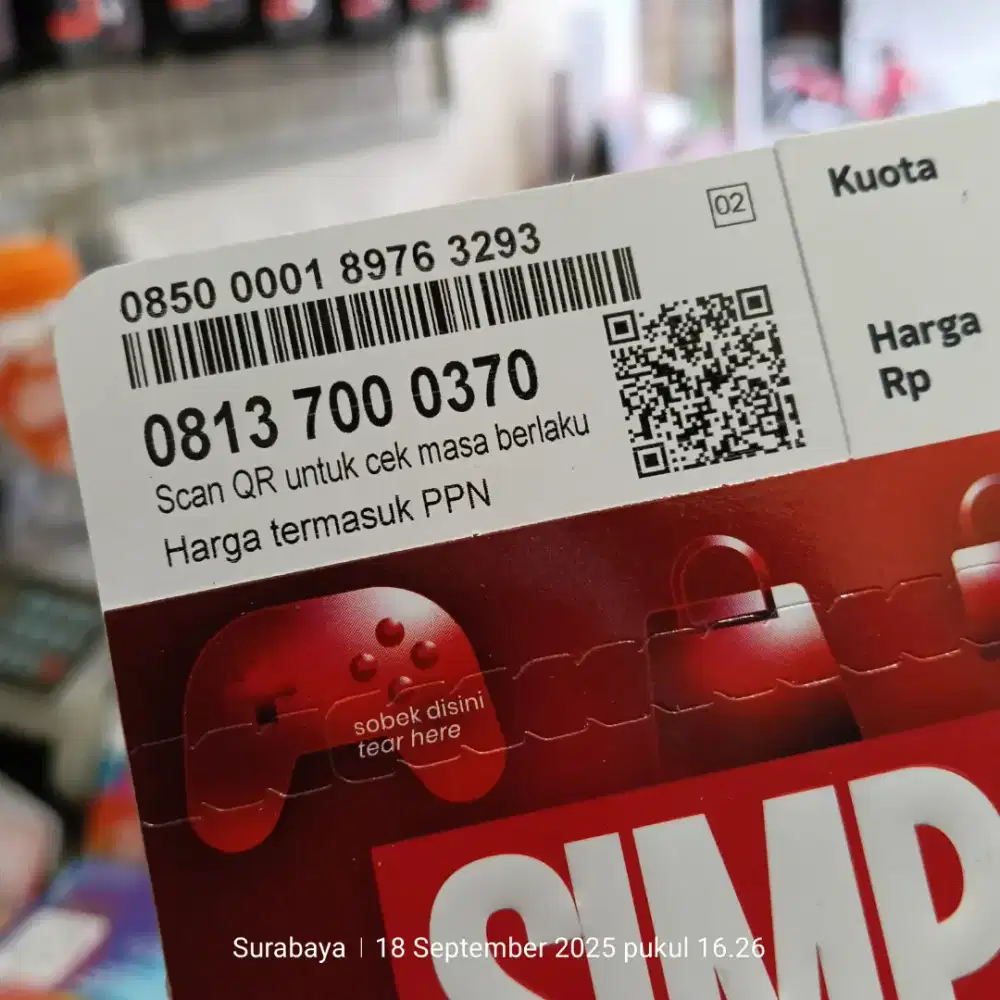 02
0850 0001 8976 3293
0813 700 0370
Scan QR untuk cek masa berlaku
Harga termasuk PPN
Kuota
Harga
Rp
sobek disini
tear here
SIMP
Surabaya | 18 September 2025 pukul 16.26